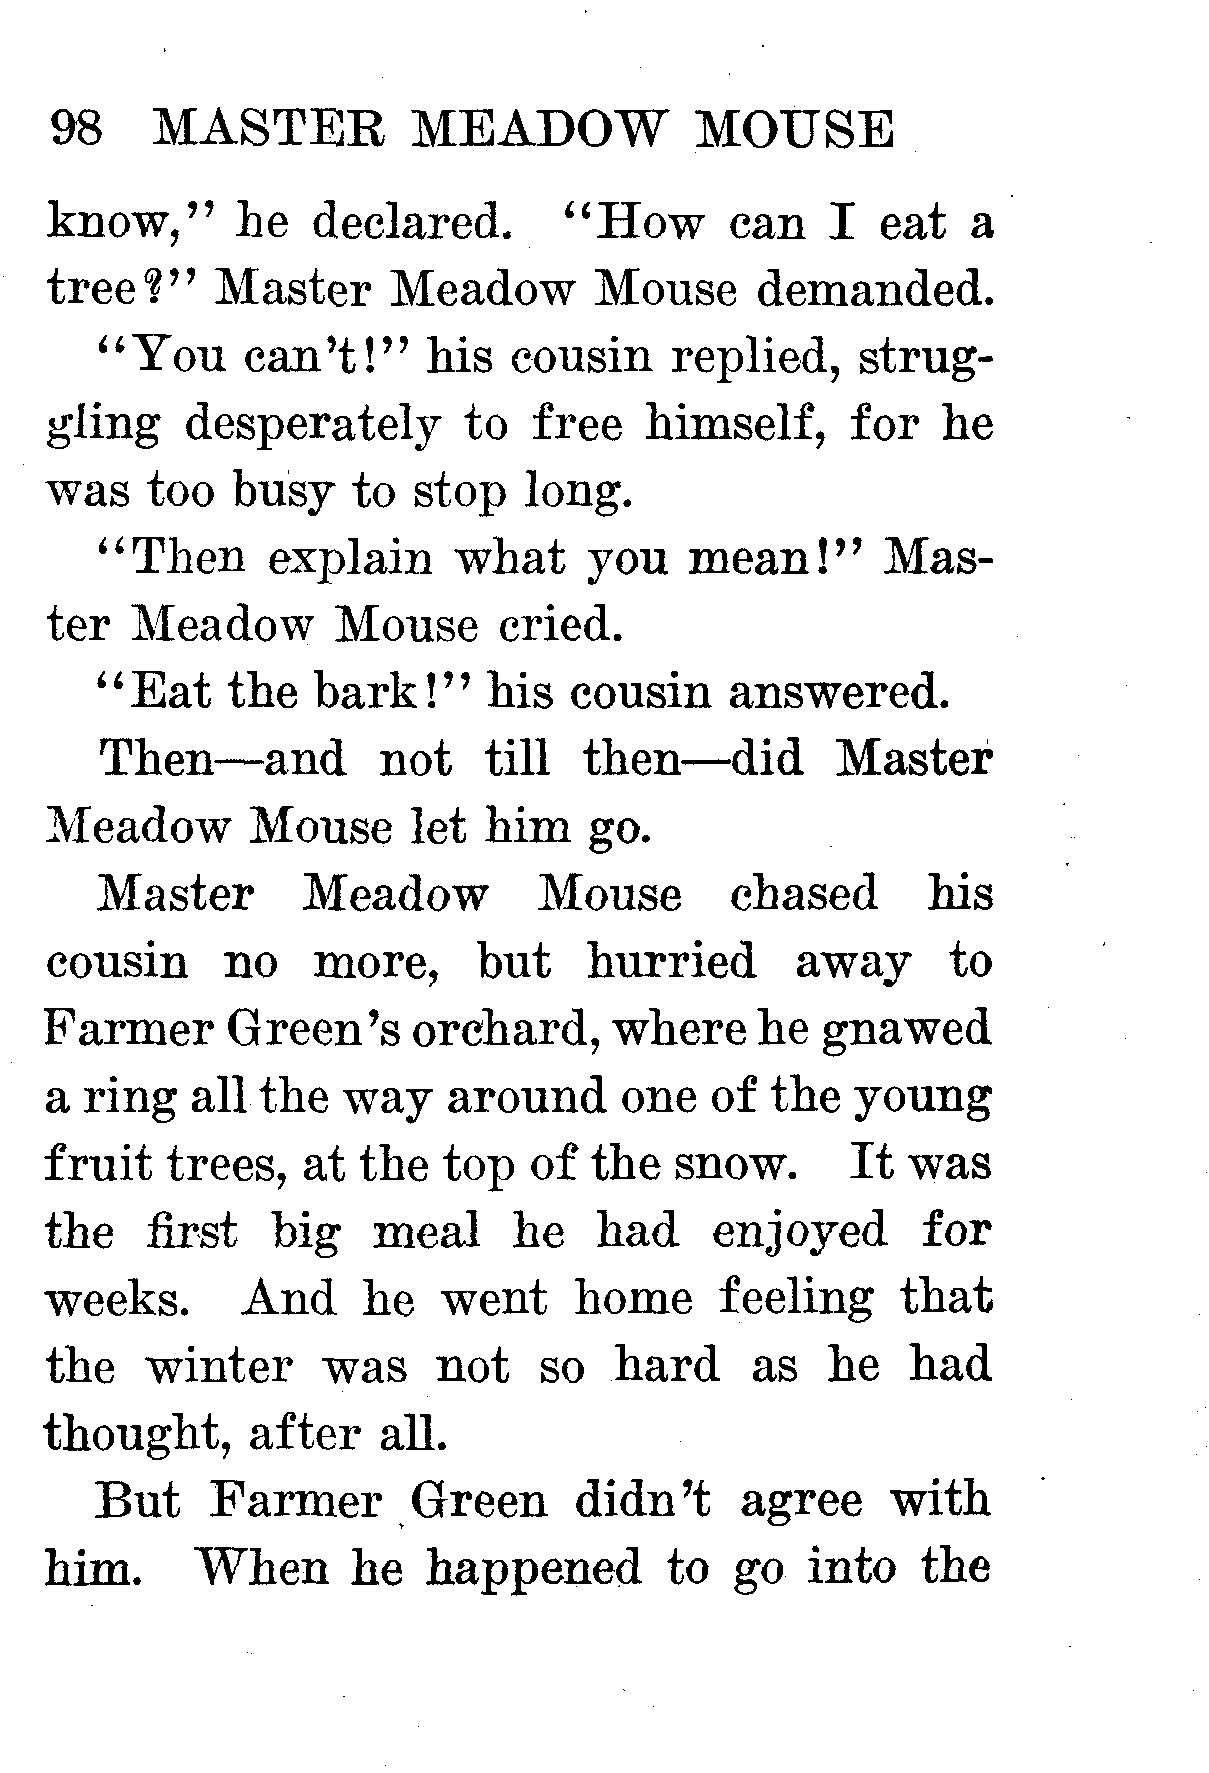 98 MASTER MEADOW MOUSE
know,” he declared. “How can I eat a
tree?” Master Meadow Mouse demanded.
“You can’t!” his cousin replied, strug-
gling desperately to free himself, for he
was too busy to stop long.
“Then explain what you mean!” Mas-
ter Meadow Mouse cried.
“Eat the bark!” his cousin answered.
Then—and not till then—did Master
Meadow Mouse let him go.
Master Meadow Mouse chased his
cousin no more, but hurried away to
Farmer Green’s orchard, where he gnawed
a ring all the way around one of the young
fruit trees, at the top of the snow. It was
the first big meal he had enjoyed for
weeks. And he went home feeling that
the winter was not so hard as he had
thought, after all.
But Farmer Green didn’t agree with
him. When he happened to go into the